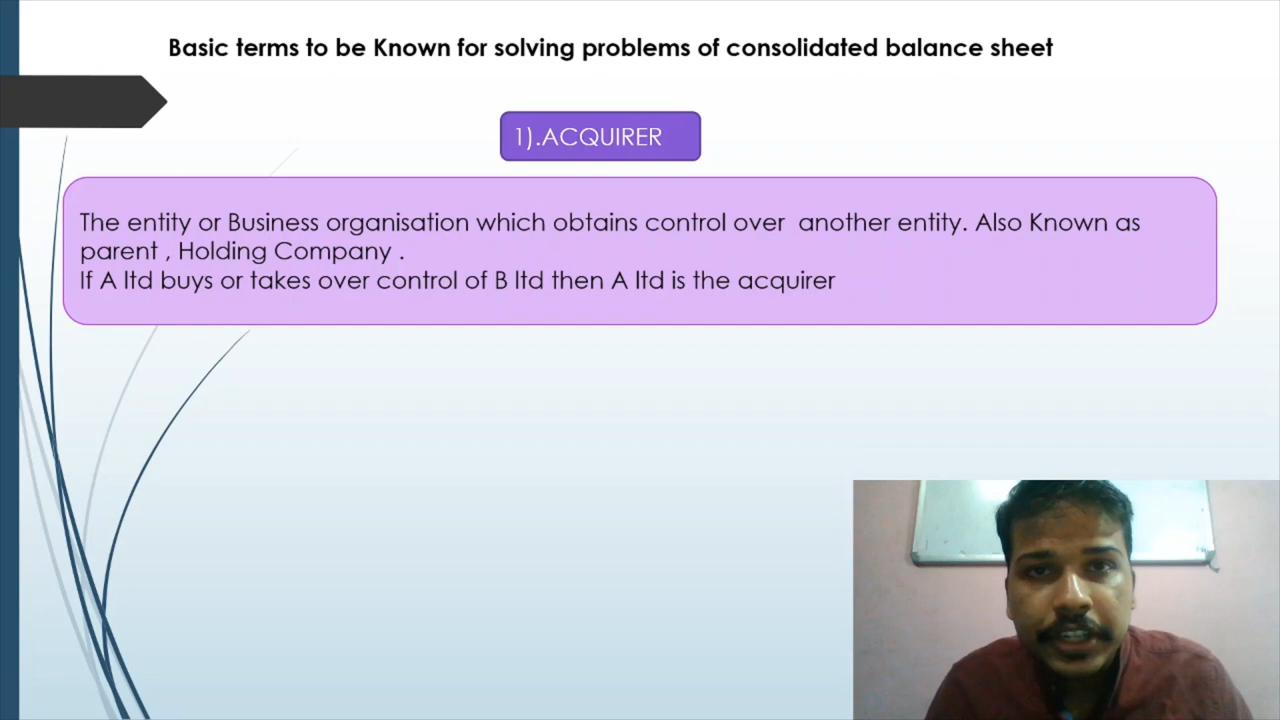 Basic terms to be Known for solving problems of consolidated balance sheet
1).ACQUIRER
The entity or Business organisation which obtains control over  another entity. Also Known as
parent , Holding Company .
If A ltd buys or takes over control of B ltd then A ltd is the acquirer